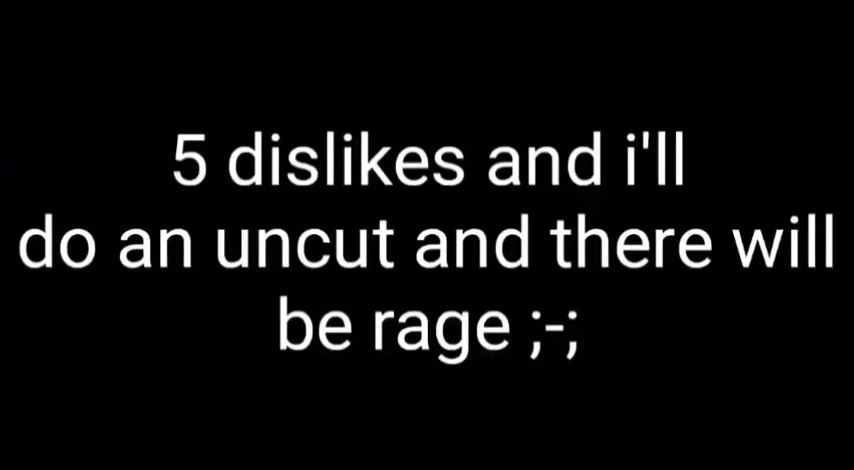 5 dislikes and i'll
do an uncut and there will
be rage ;-;